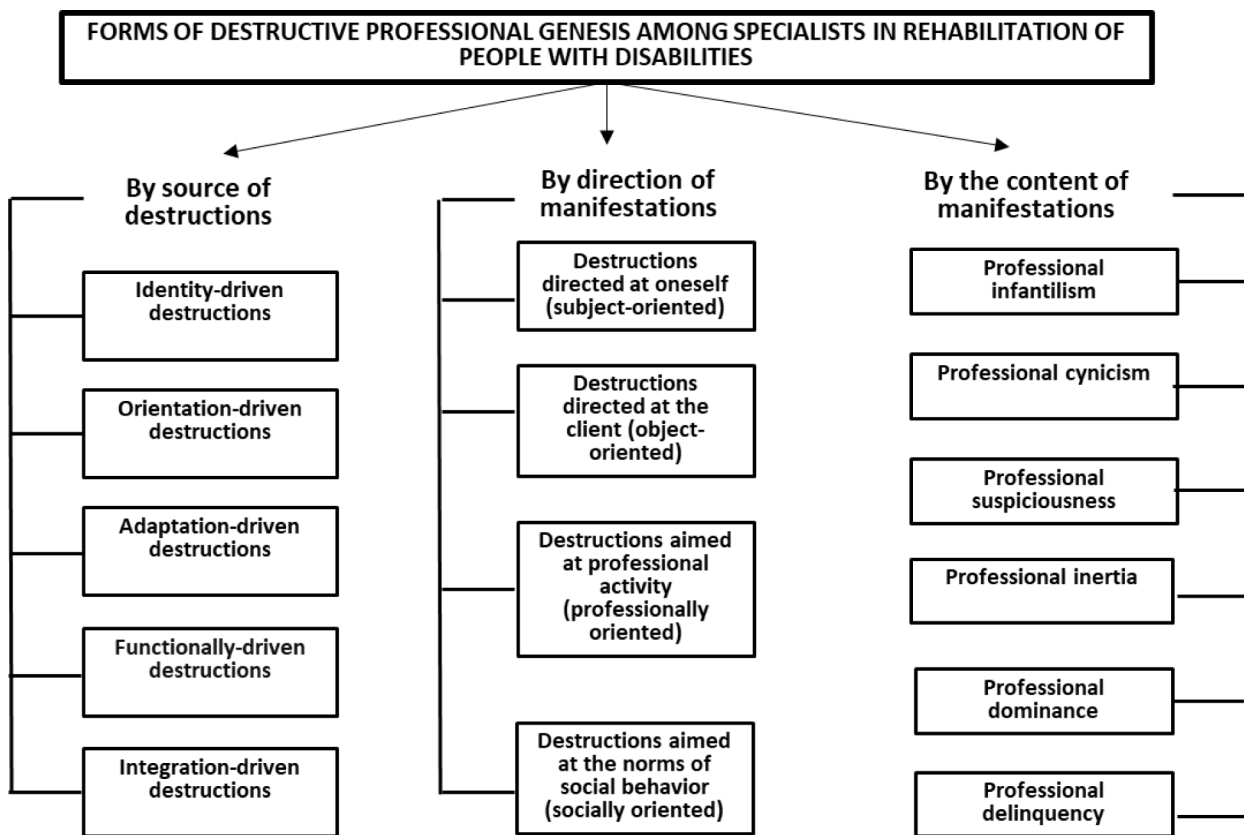 FORMS OF DESTRUCTIVE PROFESSIONAL GENESIS AMONG SPECIALISTS IN REHABILITATION OF
PEOPLE WITH DISABILITIES
By source of
destructions
Identity-driven
destructions
Orientation-driven
destructions
Adaptation-driven
destructions
Functionally-driven
destructions
Integration-driven
destructions
By direction of
manifestations
Destructions
directed at oneself
(subject-oriented)
Destructions
directed at the
client (object-
oriented)
Destructions aimed
at professional
activity
(professionally
oriented)
Destructions aimed
at the norms of
social behavior
(socially oriented)
By the content of
manifestations
Professional
infantilism
Professional cynicism
Professional
suspiciousness
Professional inertia
Professional
dominance
Professional
delinquency